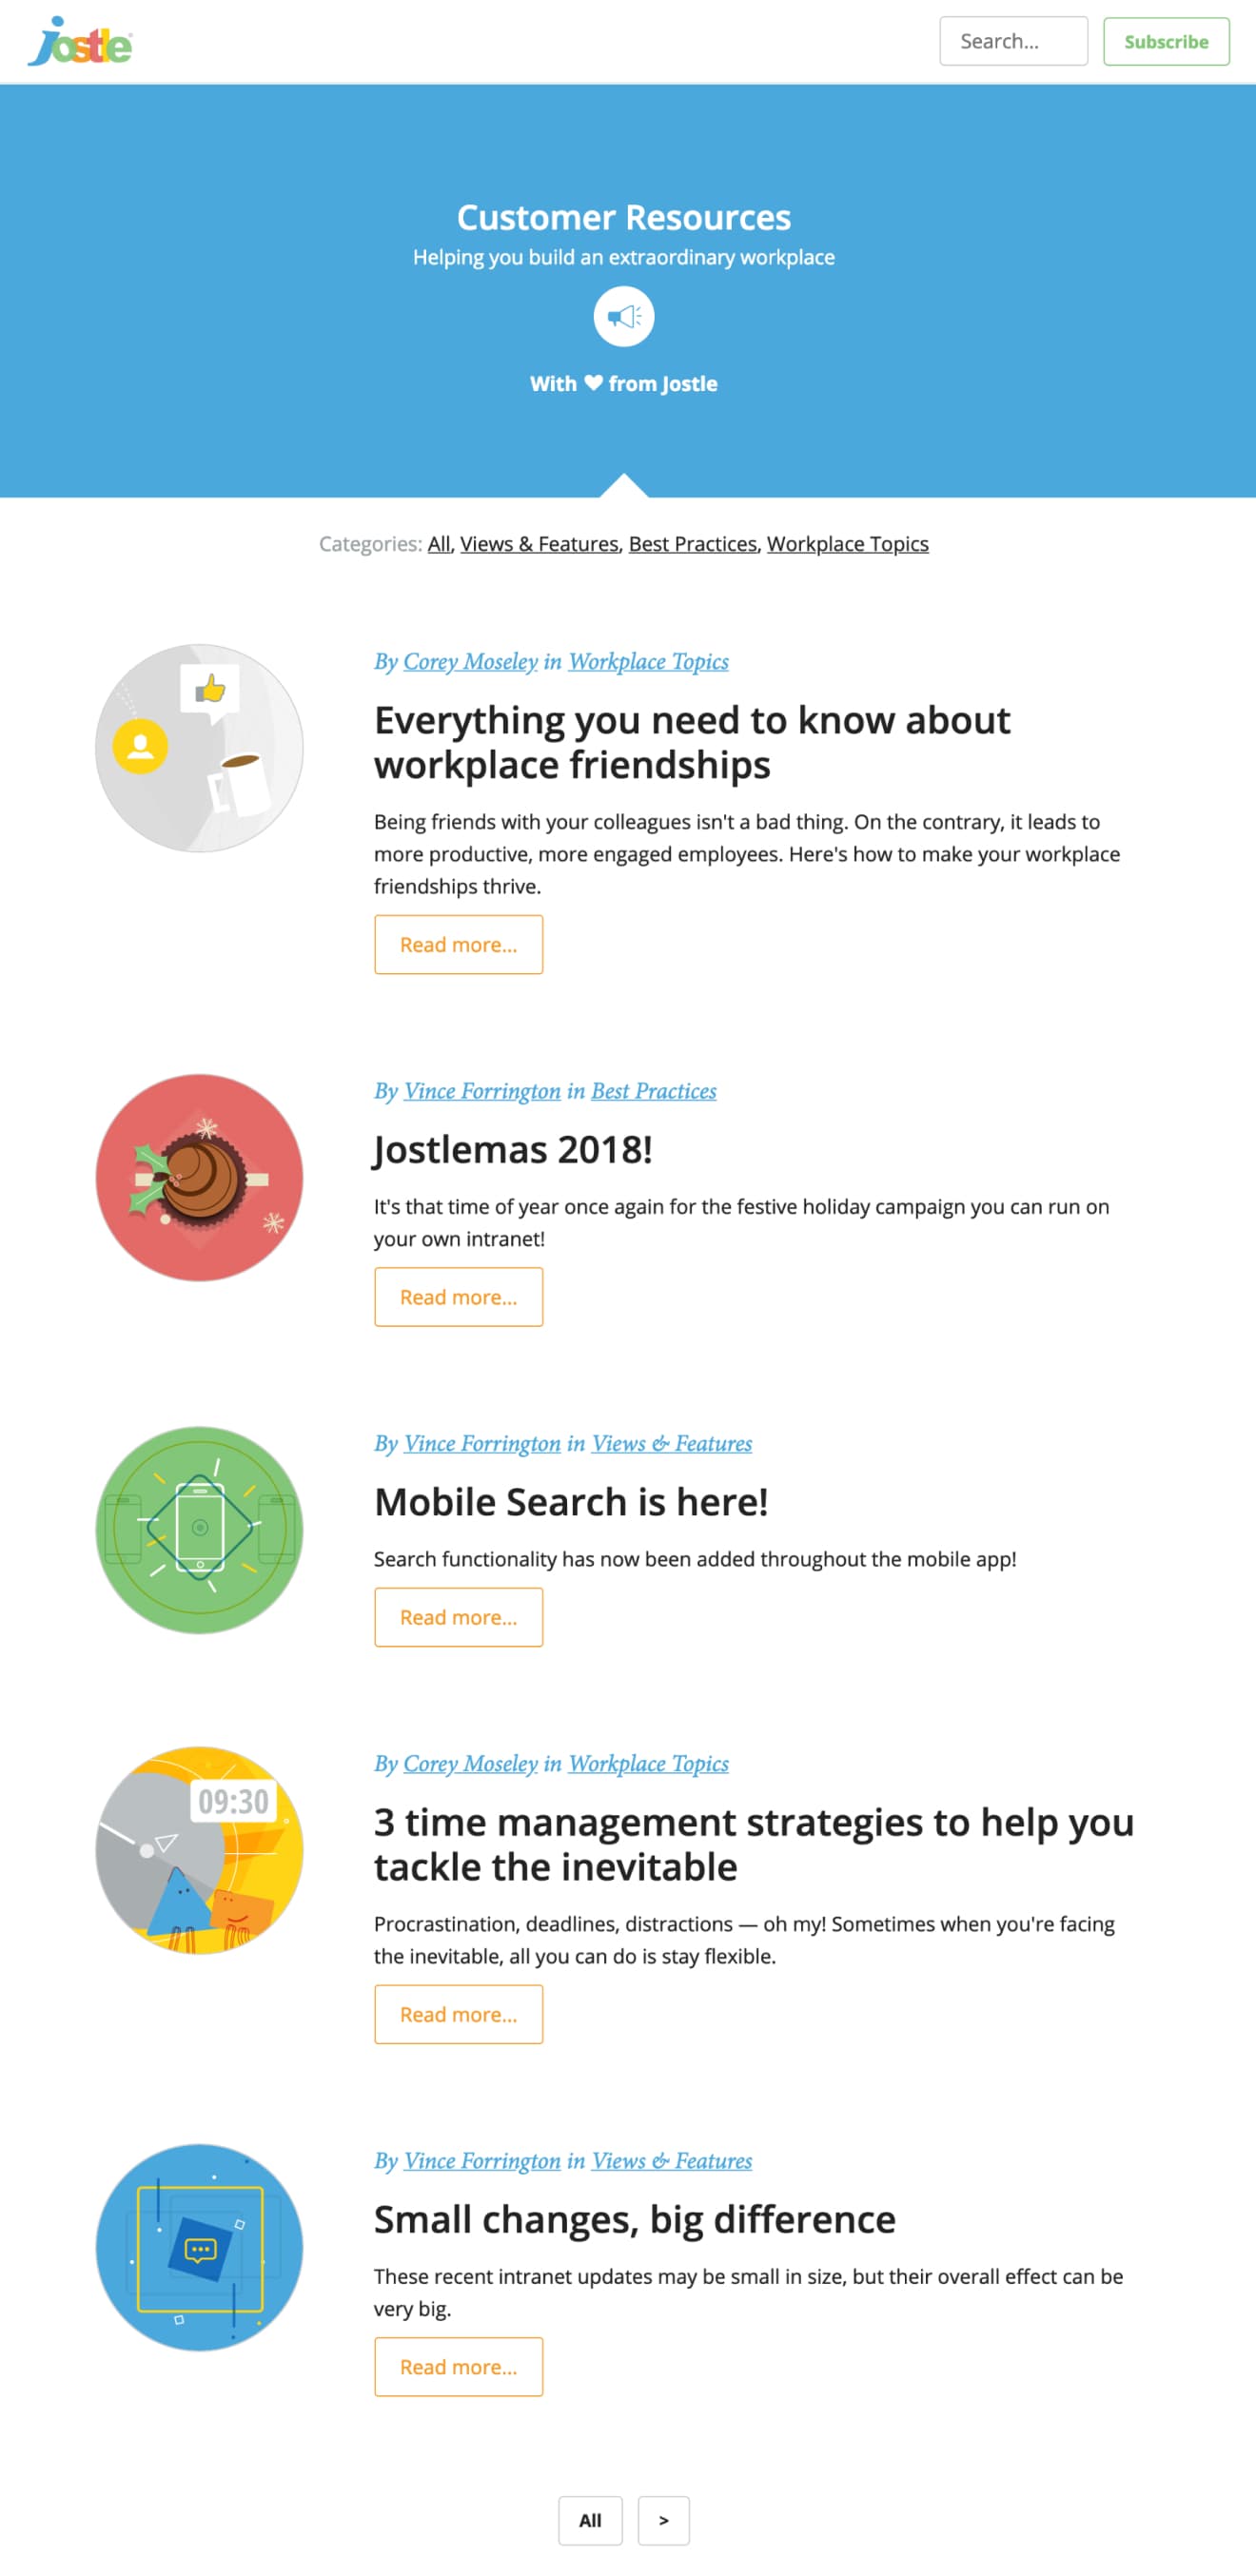 jostle
Search...
Subscribe
Customer Resources
Helping you build an extraordinary workplace
With ♥ from Jostle
Categories: All, Views & Features, Best Practices, Workplace Topics
By Corey Moseley in Workplace Topics
Everything you need to know about
workplace friendships
Being friends with your colleagues isn't a bad thing. On the contrary, it leads to
more productive, more engaged employees. Here's how to make your workplace
friendships thrive.
Read more...
By Vince Forrington in Best Practices
Jostlemas 2018!
It's that time of year once again for the festive holiday campaign you can run on
your own intranet!
Read more...
By Vince Forrington in Views & Features
Mobile Search is here!
Search functionality has now been added throughout the mobile app!
Read more...
09:30
By Corey Moseley in Workplace Topics
3 time management strategies to help you
tackle the inevitable
Procrastination, deadlines, distractions — oh my! Sometimes when you're facing
the inevitable, all you can do is stay flexible.
Read more...
By Vince Forrington in Views & Features
Small changes, big difference
These recent intranet updates may be small in size, but their overall effect can be
very big.
Read more...
All >